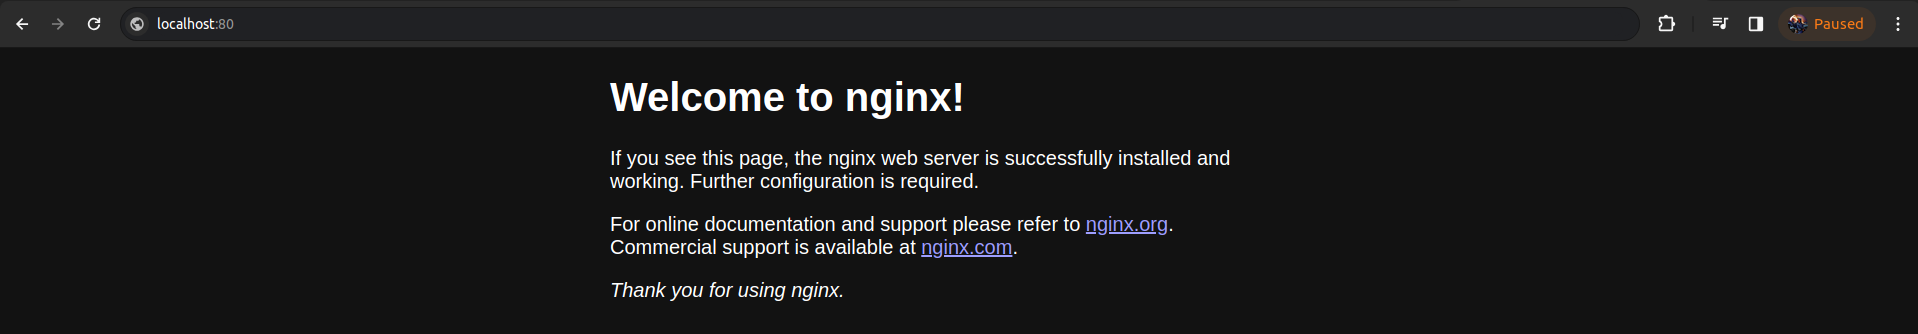 localhost:80
Paused
Welcome to nginx!
If you see this page, the nginx web server is successfully installed and
working. Further configuration is required.
For online documentation and support please refer to nginx.org.
Commercial support is available at nginx.com.
Thank you for using nginx.